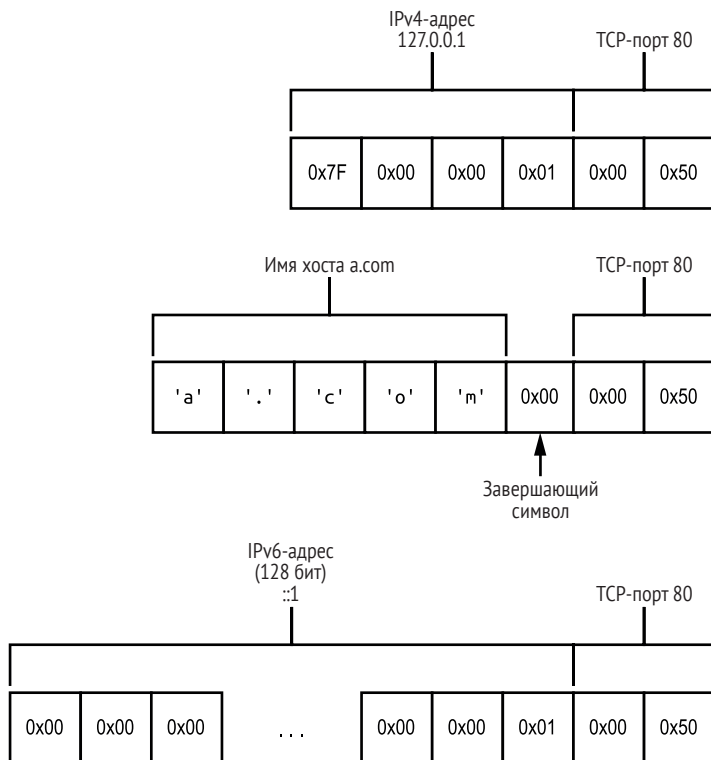 IPv4-адрес
127.0.0.1
TCP-порт 80
0x7F 0x00 0x00 0x01 0x00 0x50
Имя хоста a.com
TCP-порт 80
'a' '.' 'c' 'o' 'm' 0x00 0x00 0x50
Завершающий
символ
IPv6-адрес
(128 бит)
::1
TCP-порт 80
0x00 0x00 0x00 ... 0x00 0x00 0x01 0x00 0x50